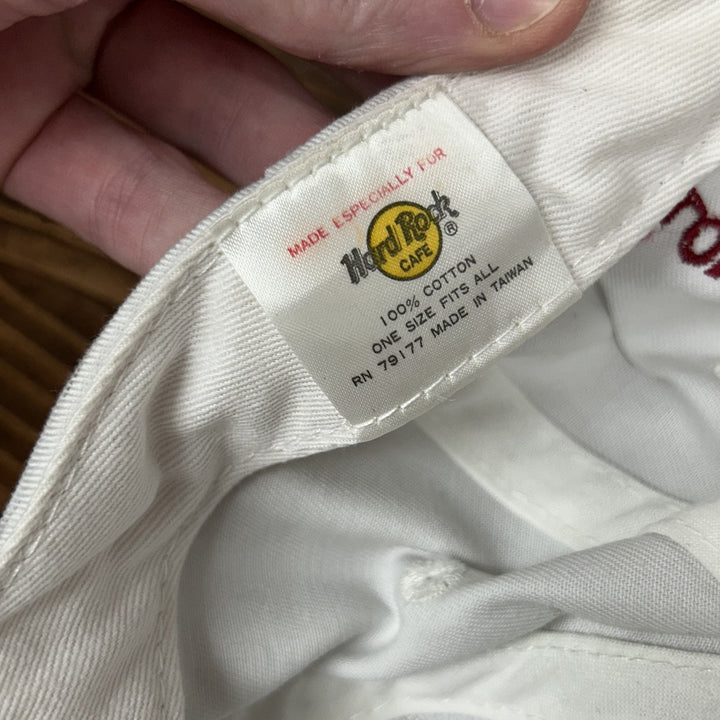 MADE ESPECIALLY FOR
Hard Rock
CAFE ®
100% COTTON
ONE SIZE FITS ALL
RN 79177 MADE IN TAIWAN